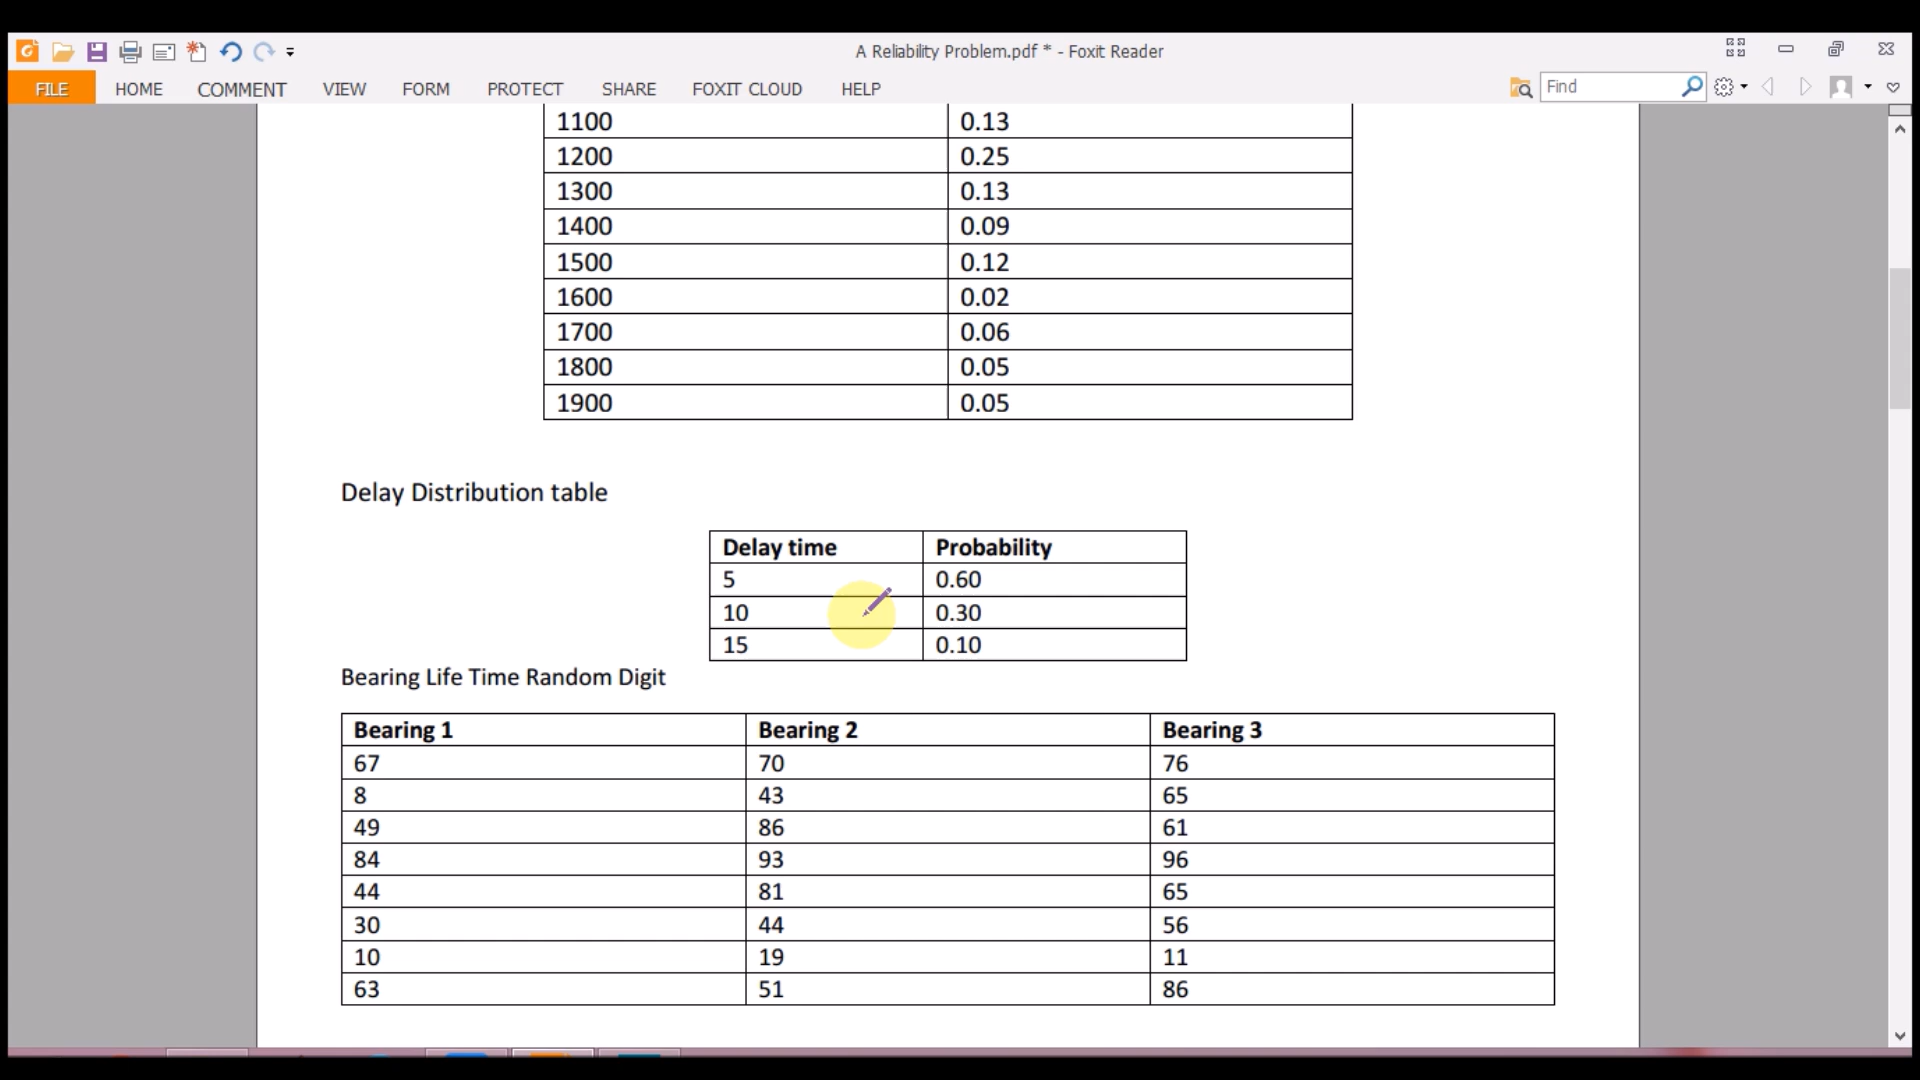 A Reliability Problem.pdf * - Foxit Reader
FILE HOME COMMENT VIEW FORM PROTECT SHARE FOXIT CLOUD HELP Find
1100 0.13
1200 0.25
1300 0.13
1400 0.09
1500 0.12
1600 0.02
1700 0.06
1800 0.05
1900 0.05
Delay Distribution table
Delay time Probability
5 0.60
10 0.30
15 0.10
Bearing Life Time Random Digit
Bearing 1 Bearing 2 Bearing 3
67 70 76
8 43 65
49 86 61
84 93 96
44 81 65
30 44 56
10 19 11
63 51 86